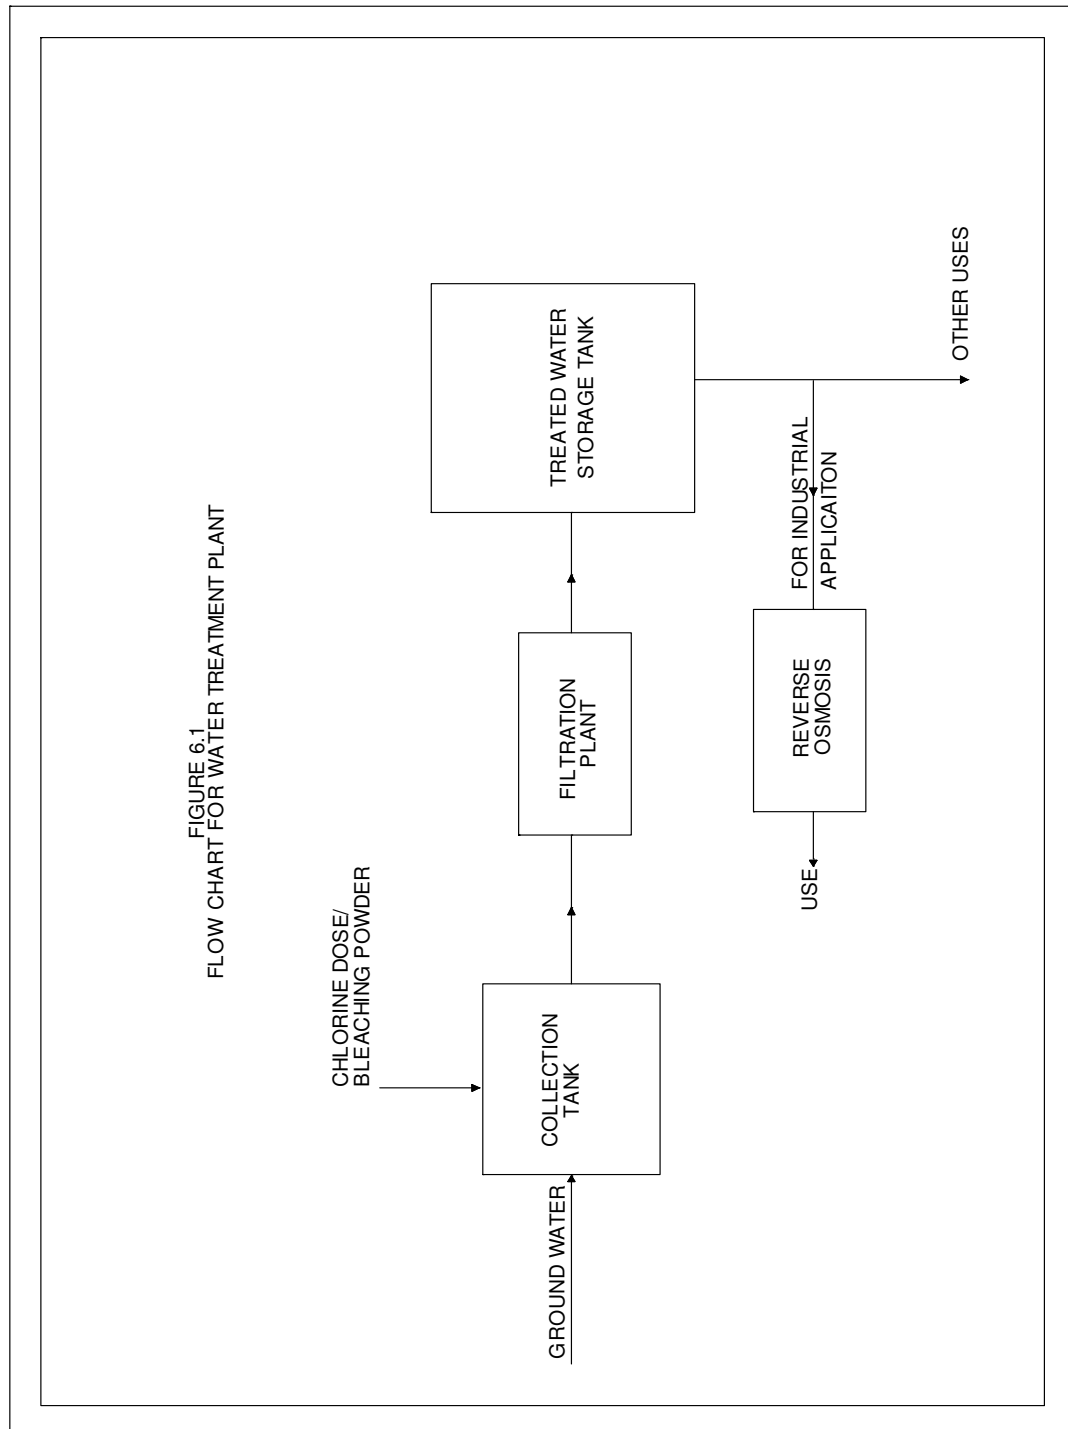 FIGURE 6.1
FLOW CHART FOR WATER TREATMENT PLANT
CHLORINE DOSE/
BLEACHING POWDER
GROUND WATER
COLLECTION
TANK
FILTRATION
PLANT
TREATED WATER
STORAGE TANK
FOR INDUSTRIAL
APPLICAITON
REVERSE
OSMOSIS
USE
OTHER USES